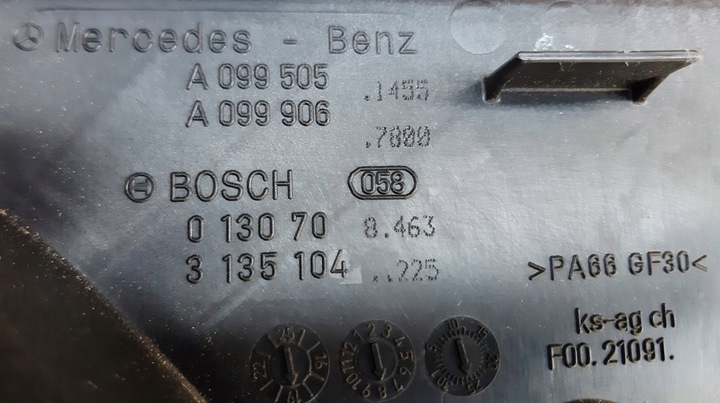 Mercedes - Benz
A 099 505 .1455
A 099 906 .7800
BOSCH 058
0 130 70 8.463
3 135 104 ..225
>PA66 GF30<
ks-ag ch
F00.21091.